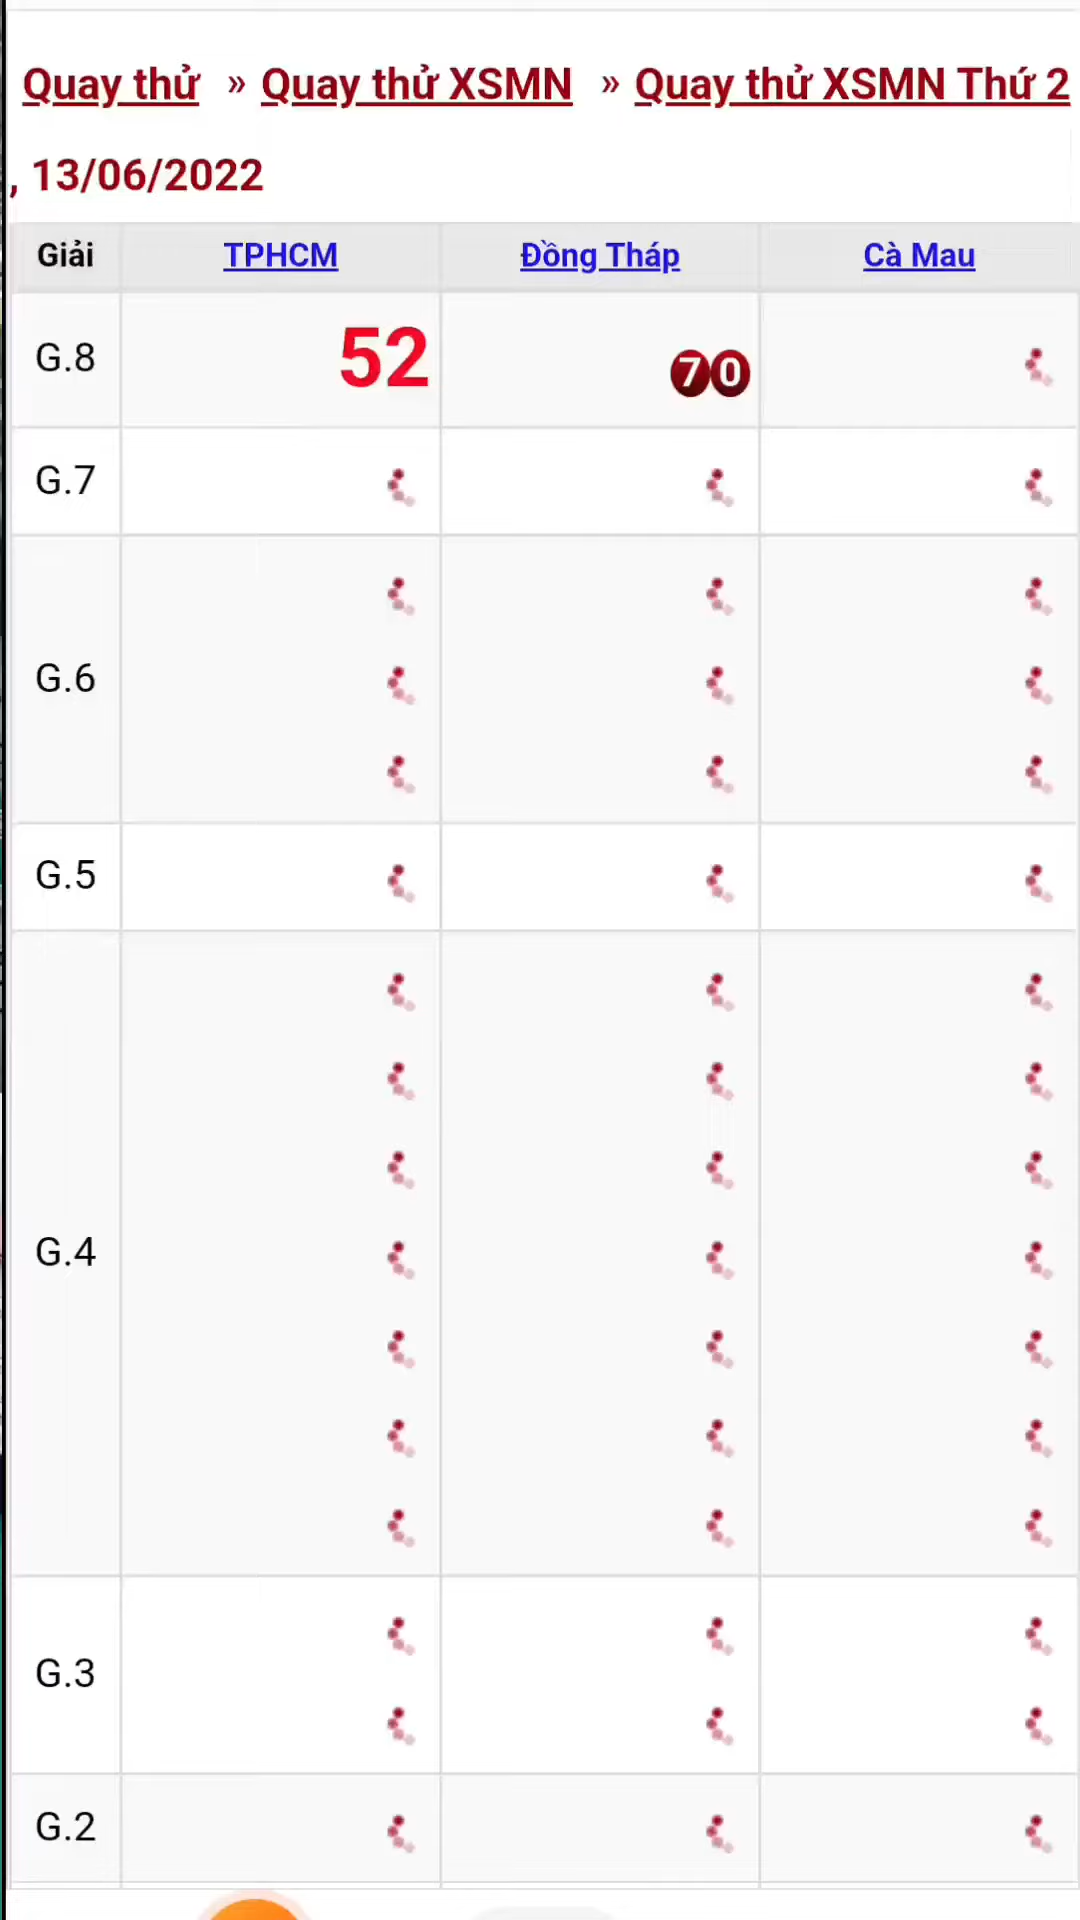 Quay thử » Quay thử XSMN » Quay thử XSMN Thứ 2
, 13/06/2022
Giải TPHCM Đồng Tháp Cà Mau
G.8 52 70
G.7
G.6
G.5
G.4
G.3
G.2